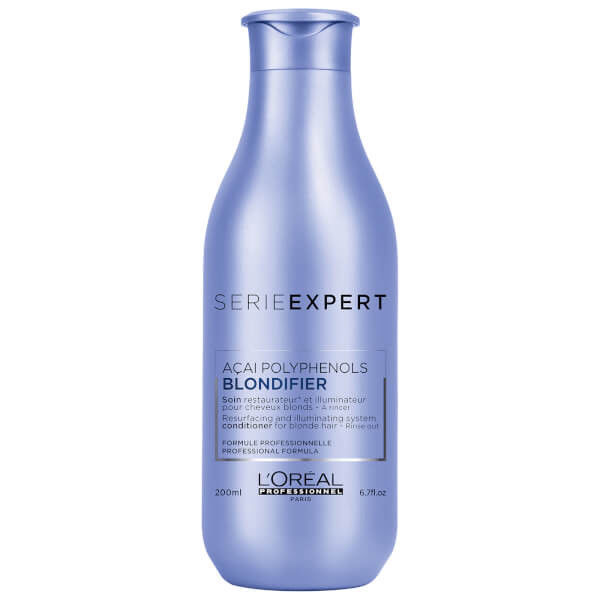 SERIEEXPERT
AÇAI POLYPHENOLS
BLONDIFIER
Soin restaurateur* et illuminateur
pour cheveux blonds - À rincer
Resurfacing and illuminating system
conditioner for blonde hair - Rinse out
FORMULE PROFESSIONNELLE
PROFESSIONAL FORMULA
L'ORÉAL
PROFESSIONNEL
PARIS
200ml 6.7fl.oz